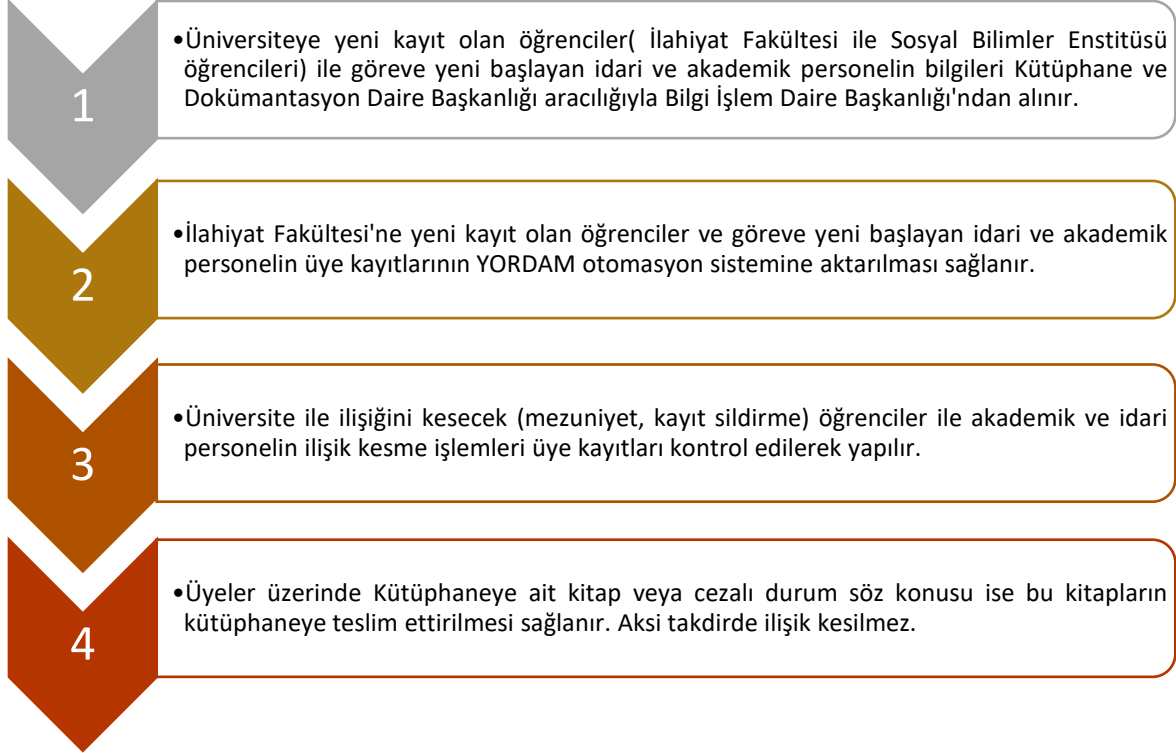 1
•Üniversiteye yeni kayıt olan öğrenciler( İlahiyat Fakültesi ile Sosyal Bilimler Enstitüsü
öğrencileri) ile göreve yeni başlayan idari ve akademik personelin bilgileri Kütüphane ve
Dokümantasyon Daire Başkanlığı aracılığıyla Bilgi İşlem Daire Başkanlığı'ndan alınır.
2
•İlahiyat Fakültesi'ne yeni kayıt olan öğrenciler ve göreve yeni başlayan idari ve akademik
personelin üye kayıtlarının YORDAM otomasyon sistemine aktarılması sağlanır.
3
•Üniversite ile ilişiğini kesecek (mezuniyet, kayıt sildirme) öğrenciler ile akademik ve idari
personelin ilişik kesme işlemleri üye kayıtları kontrol edilerek yapılır.
4
•Üyeler üzerinde Kütüphaneye ait kitap veya cezalı durum söz konusu ise bu kitapların
kütüphaneye teslim ettirilmesi sağlanır. Aksi takdirde ilişik kesilmez.